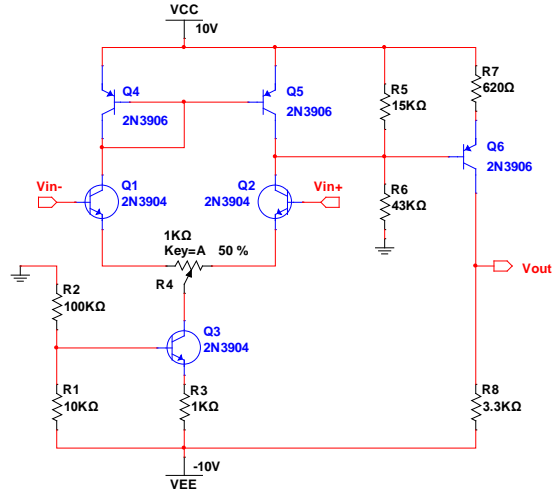 VCC
10V
Q4
2N3906
Q5
2N3906
R5
15KΩ
R7
620Ω
Q6
2N3906
Vin-
Q1
2N3904
Q2
2N3904
Vin+
R6
43KΩ
1KΩ
Key=A 50 %
R4
Vout
R2
100KΩ
Q3
2N3904
R1
10KΩ
R3
1KΩ
R8
3.3KΩ
-10V
VEE